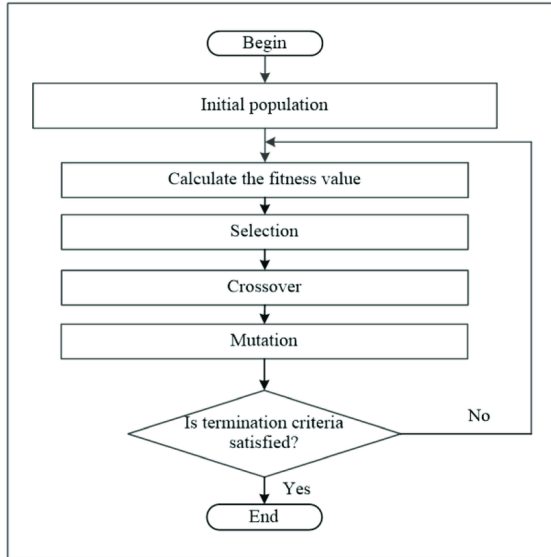 Begin
Initial population
Calculate the fitness value
Selection
Crossover
Mutation
Is termination criteria
satisfied?
No
Yes
End